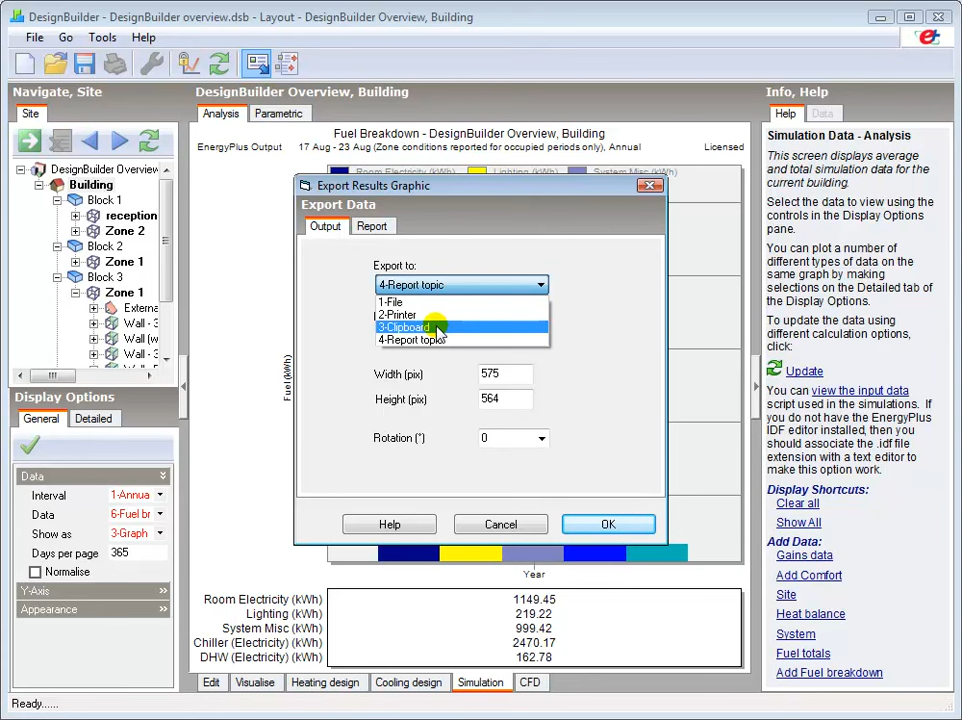 DesignBuilder - DesignBuilder overview.dsb - Layout - DesignBuilder Overview, Building
File Go Tools Help
Navigate, Site
Site
DesignBuilder Overview
Building
Block 1
reception
Zone 2
Block 2
Zone 1
Block 3
Zone 1
Externa
Wall - 3
Wall -
Wall - 3
Display Options
General Detailed
Data
Interval 1-Annua
Data 6-Fuel br
Show as 3-Graph
Days per page 365
Normalise
Y-Axis
Appearance
DesignBuilder Overview, Building
Analysis Parametric
Fuel Breakdown - DesignBuilder Overview, Building
EnergyPlus Output 17 Aug - 23 Aug (Zone conditions reported for occupied periods only), Annual Licensed
Room Electricity (kWh) Lighting (kWh) System Misc (kWh)
Fuel (kWh)
Export Results Graphic
Export Data
Output Report
Export to:
4-Report topic
1-File
2-Printer
3-Clipboard
4-Report topic
Width (pix) 575
Height (pix) 564
Rotation (°) 0
Help Cancel OK
Year
Room Electricity (kWh) 1149.45
Lighting (kWh) 219.22
System Misc (kWh) 999.42
Chiller (Electricity) (kWh) 2470.17
DHW (Electricity) (kWh) 162.78
Edit Visualise Heating design Cooling design Simulation CFD
Info, Help
Help Data
Simulation Data - Analysis
This screen displays average
and total simulation data for the
current building.
Select the data to view using the
controls in the Display Options
pane.
You can plot a number of
different types of data on the
same graph by making
selections on the Detailed tab of
the Display Options.
To update the data using
different calculation options,
click:
Update
You can view the input data
script used in the simulations. If
you do not have the EnergyPlus
IDF editor installed, then you
should associate the .idf file
extension with a text editor to
make this option work.
Display Shortcuts:
Clear all
Show All
Add Data:
Gains data
Add Comfort
Site
Heat balance
System
Fuel totals
Add Fuel breakdown
Ready......